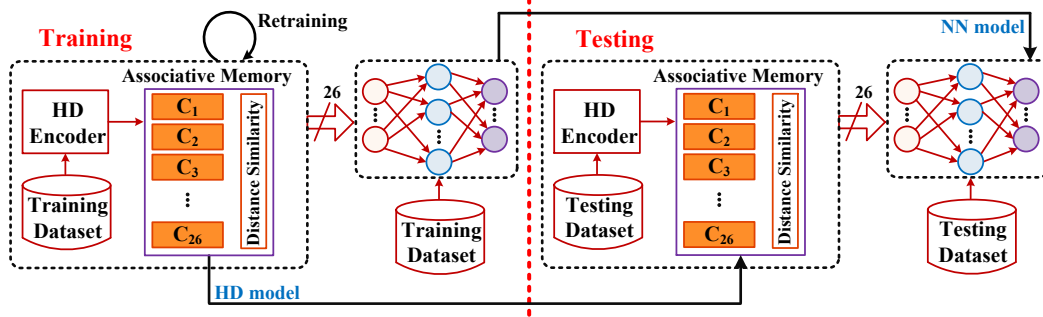 Training
Retraining
Associative Memory
HD
Encoder
C1
C2
C3
C26
Distance Similarity
Training
Dataset
26
Training
Dataset
HD model
Testing
NN model
Associative Memory
HD
Encoder
C1
C2
C3
C26
Distance Similarity
Testing
Dataset
26
Testing
Dataset